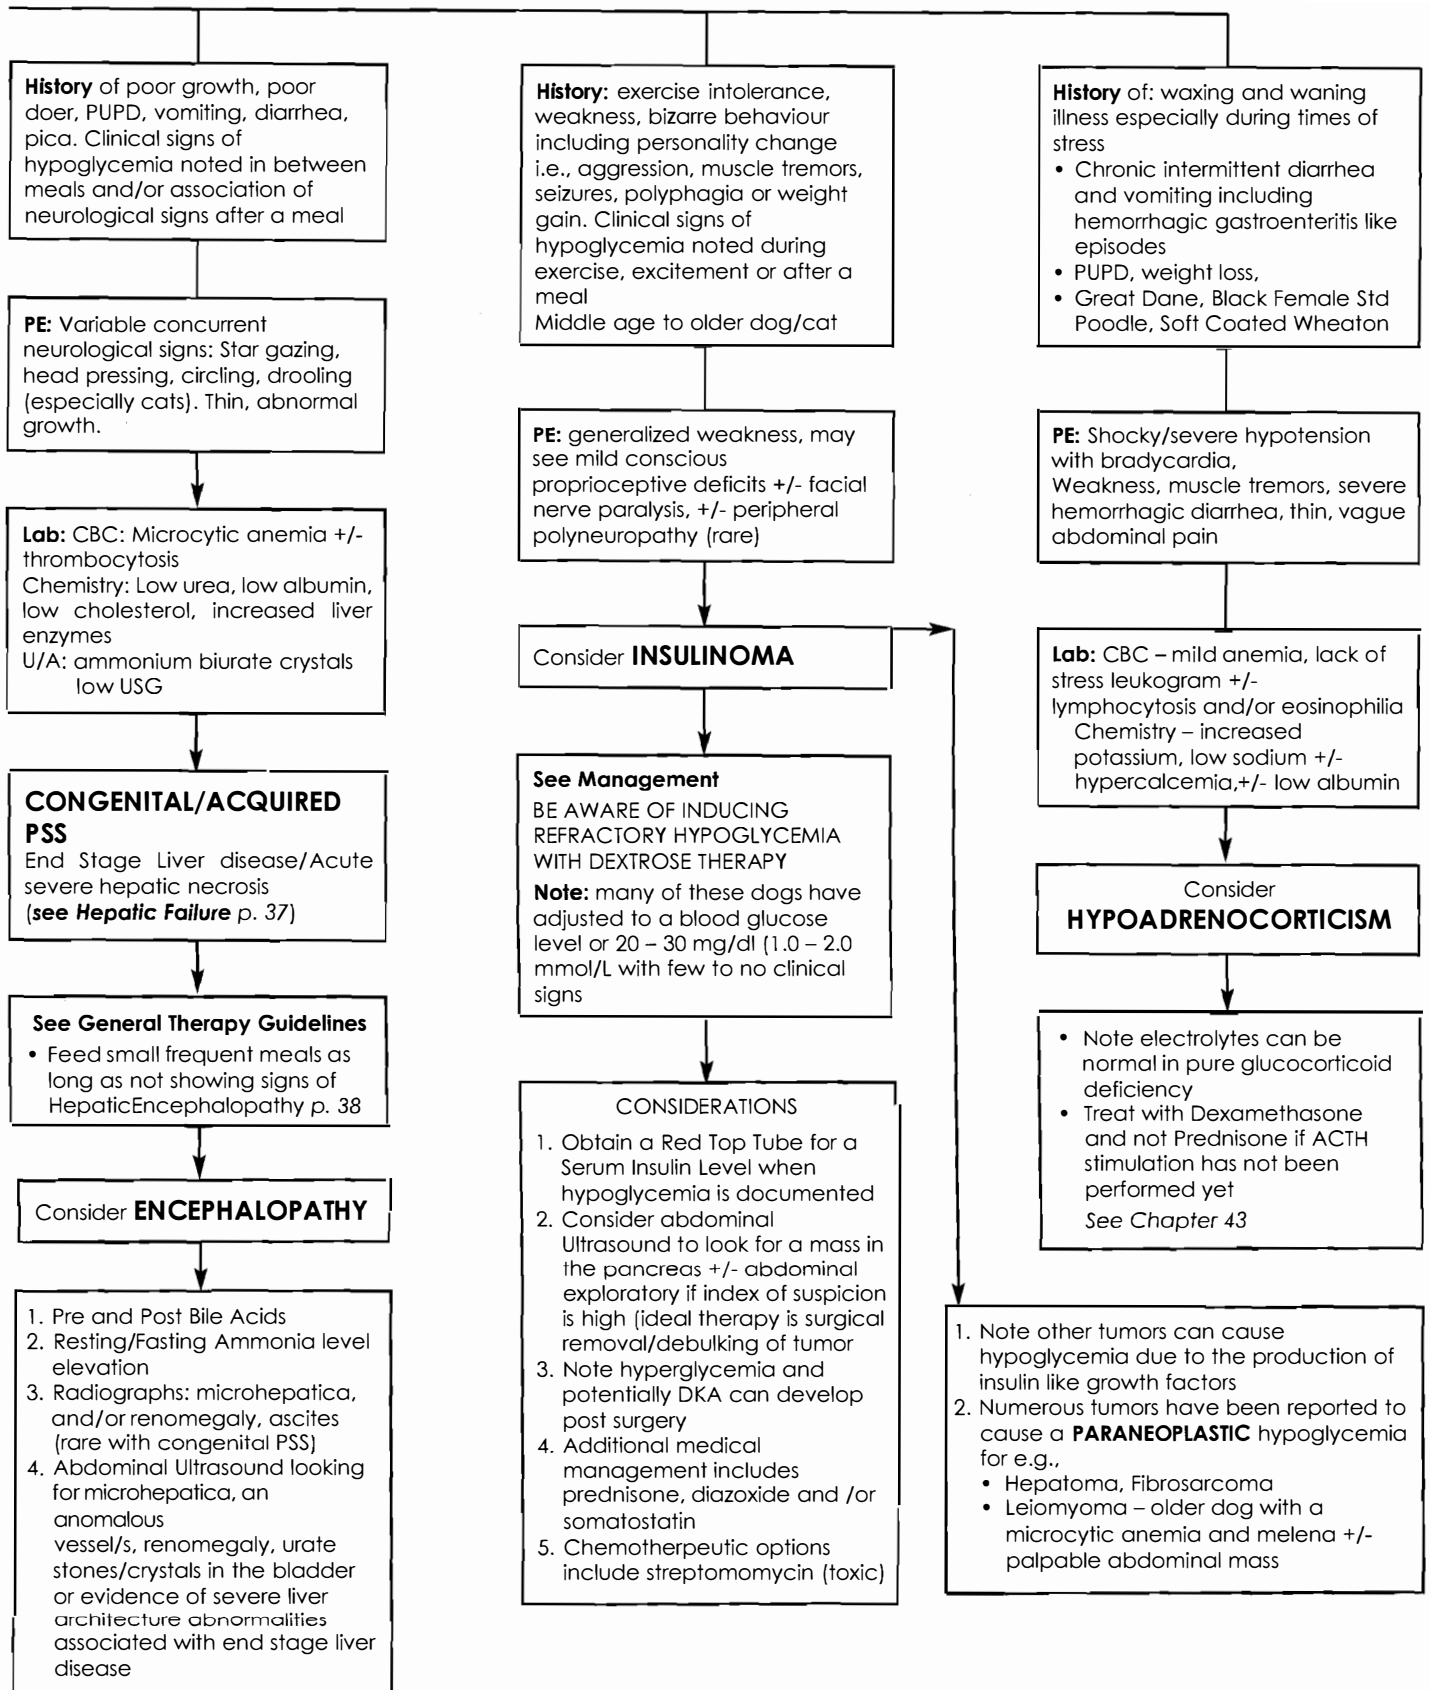 History of poor growth, poor
doer, PUPD, vomiting, diarrhea,
pica. Clinical signs of
hypoglycemia noted in between
meals and/or association of
neurological signs after a meal
PE: Variable concurrent
neurological signs: Star gazing,
head pressing, circling, drooling
(especially cats). Thin, abnormal
growth.
Lab: CBC: Microcytic anemia +/-
thrombocytosis
Chemistry: Low urea, low albumin,
low cholesterol, increased liver
enzymes
U/A: ammonium biurate crystals
low USG
CONGENITAL/ACQUIRED
PSS
End Stage Liver disease/Acute
severe hepatic necrosis
(see Hepatic Failure p. 37)
See General Therapy Guidelines
• Feed small frequent meals as
long as not showing signs of
HepaticEncephalopathy p. 38
Consider ENCEPHALOPATHY
1. Pre and Post Bile Acids
2. Resting/Fasting Ammonia level
elevation
3. Radiographs: microhepatica,
and/or renomegaly, ascites
(rare with congenital PSS)
4. Abdominal Ultrasound looking
for microhepatica, an
anomalous
vessel/s, renomegaly, urate
stones/crystals in the bladder
or evidence of severe liver
architecture abnormalities
associated with end stage liver
disease
History: exercise intolerance,
weakness, bizarre behaviour
including personality change
i.e., aggression, muscle tremors,
seizures, polyphagia or weight
gain. Clinical signs of
hypoglycemia noted during
exercise, excitement or after a
meal
Middle age to older dog/cat
PE: generalized weakness, may
see mild conscious
proprioceptive deficits +/- facial
nerve paralysis, +/- peripheral
polyneuropathy (rare)
Consider INSULINOMA
See Management
BE AWARE OF INDUCING
REFRACTORY HYPOGLYCEMIA
WITH DEXTROSE THERAPY
Note: many of these dogs have
adjusted to a blood glucose
level or 20 – 30 mg/dl (1.0 – 2.0
mmol/L with few to no clinical
signs
CONSIDERATIONS
1. Obtain a Red Top Tube for a
Serum Insulin Level when
hypoglycemia is documented
2. Consider abdominal
Ultrasound to look for a mass in
the pancreas +/- abdominal
exploratory if index of suspicion
is high (ideal therapy is surgical
removal/debulking of tumor
3. Note hyperglycemia and
potentially DKA can develop
post surgery
4. Additional medical
management includes
prednisone, diazoxide and /or
somatostatin
5. Chemotherpeutic options
include streptomomycin (toxic)
History of: waxing and waning
illness especially during times of
stress
• Chronic intermittent diarrhea
and vomiting including
hemorrhagic gastroenteritis like
episodes
• PUPD, weight loss,
• Great Dane, Black Female Std
Poodle, Soft Coated Wheaton
PE: Shocky/severe hypotension
with bradycardia,
Weakness, muscle tremors, severe
hemorrhagic diarrhea, thin, vague
abdominal pain
Lab: CBC – mild anemia, lack of
stress leukogram +/-
lymphocytosis and/or eosinophilia
Chemistry – increased
potassium, low sodium +/-
hypercalcemia,+/- low albumin
Consider
HYPOADRENOCORTICISM
• Note electrolytes can be
normal in pure glucocorticoid
deficiency
• Treat with Dexamethasone
and not Prednisone if ACTH
stimulation has not been
performed yet
See Chapter 43
1. Note other tumors can cause
hypoglycemia due to the production of
insulin like growth factors
2. Numerous tumors have been reported to
cause a PARANEOPLASTIC hypoglycemia
for e.g.,
• Hepatoma, Fibrosarcoma
• Leiomyoma – older dog with a
microcytic anemia and melena +/-
palpable abdominal mass